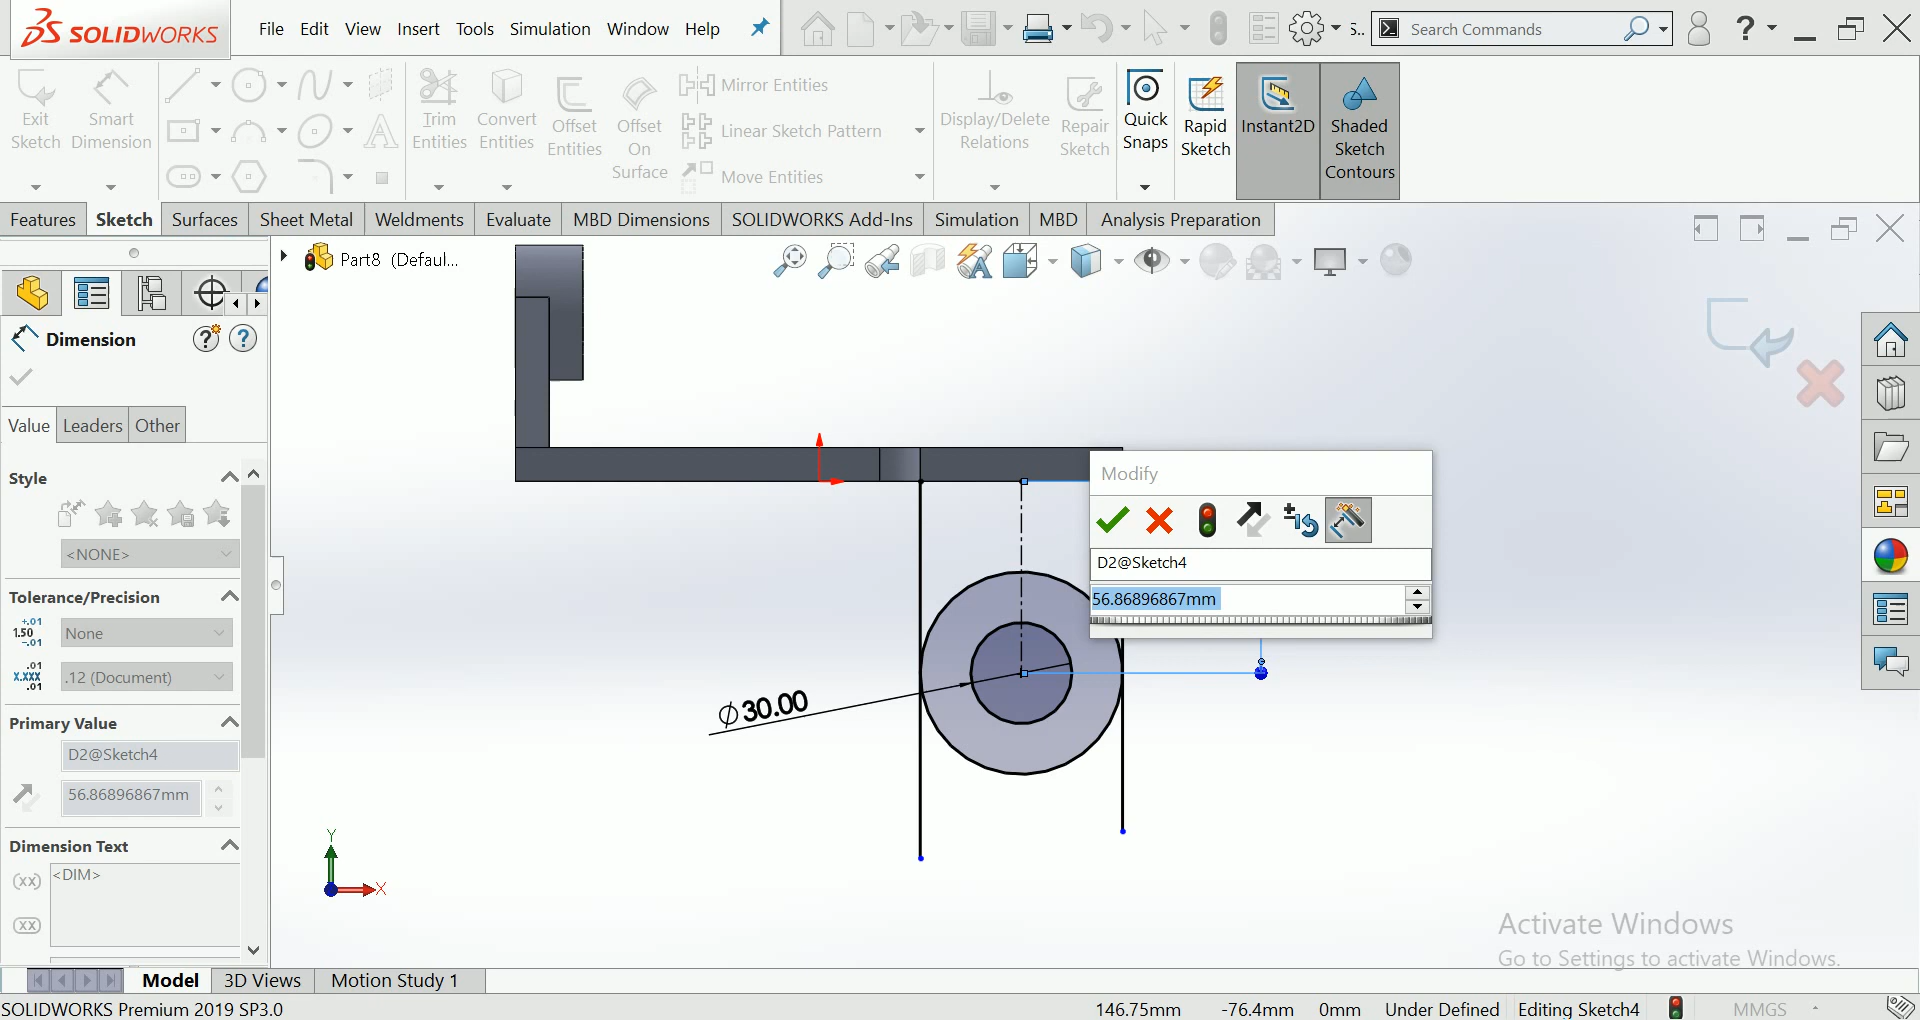 SOLIDWORKS File Edit View Insert Tools Simulation Window Help S.. Search Commands ?
Exit Sketch
Smart Dimension
Trim Entities
Convert Entities
Offset Entities
Offset On Surface
Mirror Entities
Linear Sketch Pattern
Move Entities
Display/Delete Relations
Repair Sketch
Quick Snaps
Rapid Sketch
Instant2D
Shaded Sketch Contours
Features Sketch Surfaces Sheet Metal Weldments Evaluate MBD Dimensions SOLIDWORKS Add-Ins Simulation MBD Analysis Preparation
Part8 (Defaul...
Dimension
Value Leaders Other
Style
<NONE>
Tolerance/Precision
None
.12 (Document)
Primary Value
D2@Sketch4
56.86896867mm
Dimension Text
<DIM>
(xx)
(xx)
Modify
D2@Sketch4
56.86896867mm
∅30.00
Y
X
Activate Windows
Go to Settings to activate Windows.
Model 3D Views Motion Study 1
SOLIDWORKS Premium 2019 SP3.0 146.75mm -76.4mm 0mm Under Defined Editing Sketch4 MMGS